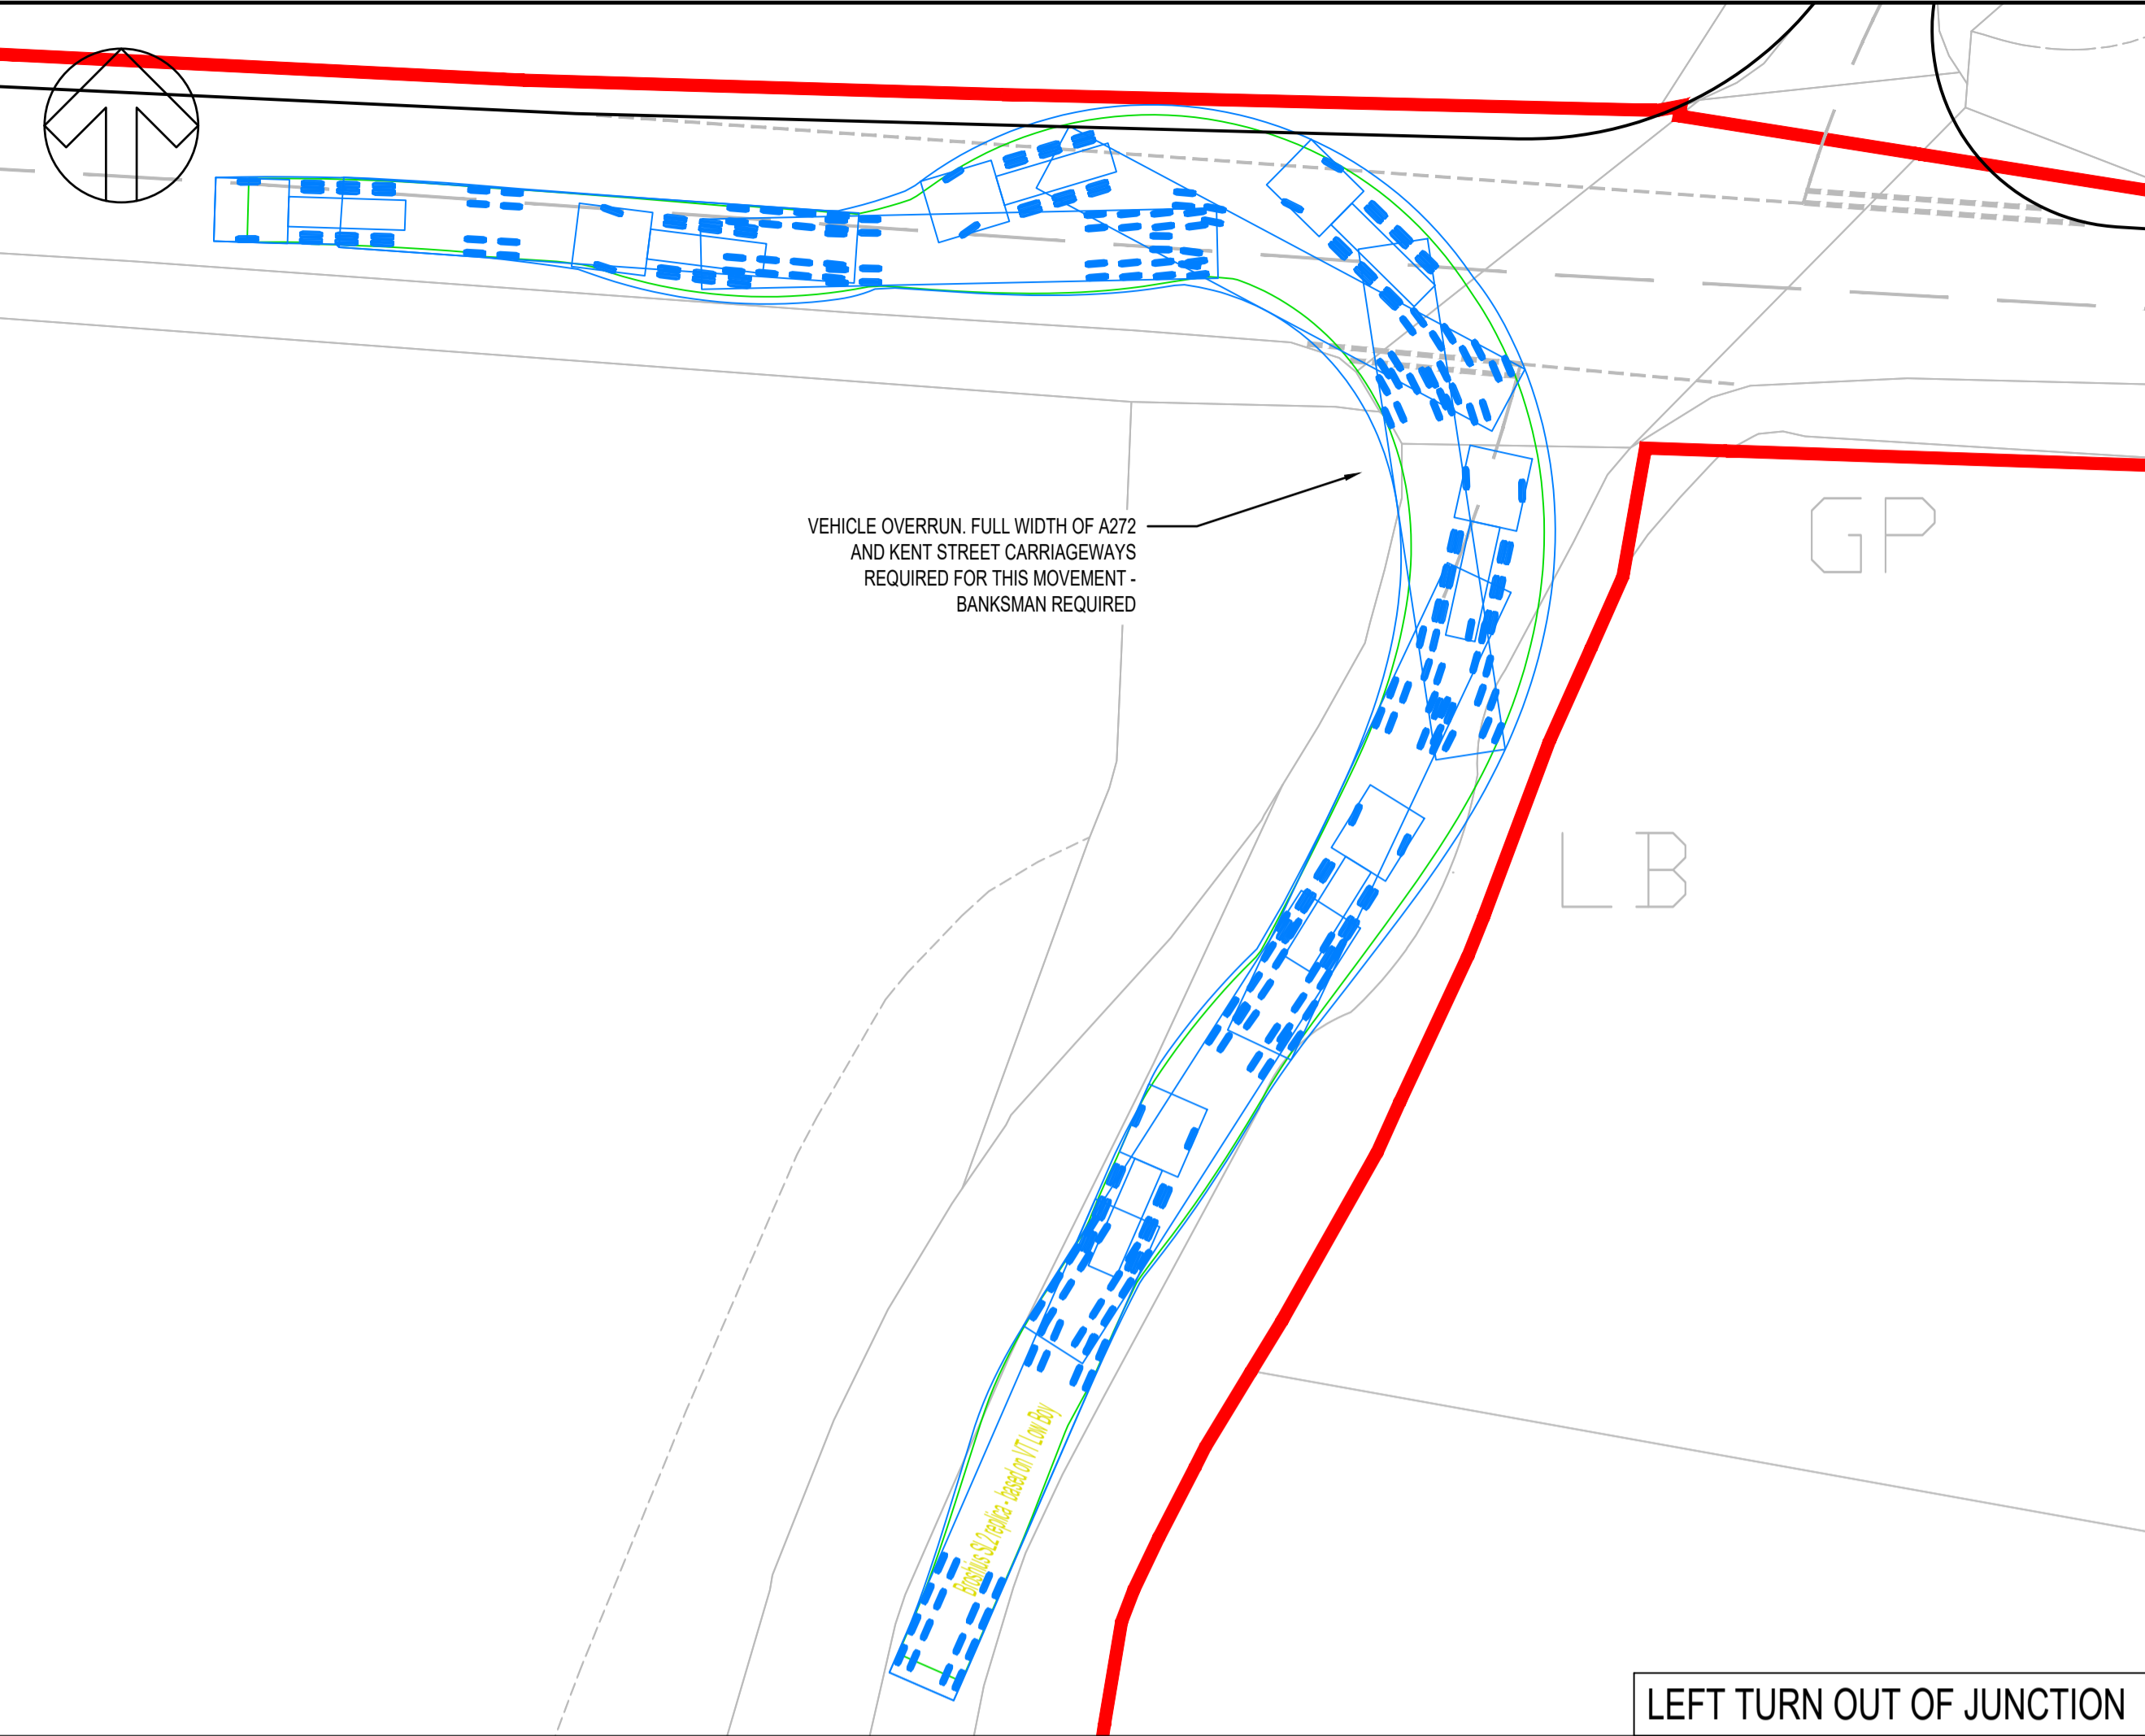 VEHICLE OVERRUN. FULL WIDTH OF A272
AND KENT STREET CARRIAGEWAYS
REQUIRED FOR THIS MOVEMENT -
BANKSMAN REQUIRED
GP
LB
LEFT TURN OUT OF JUNCTION